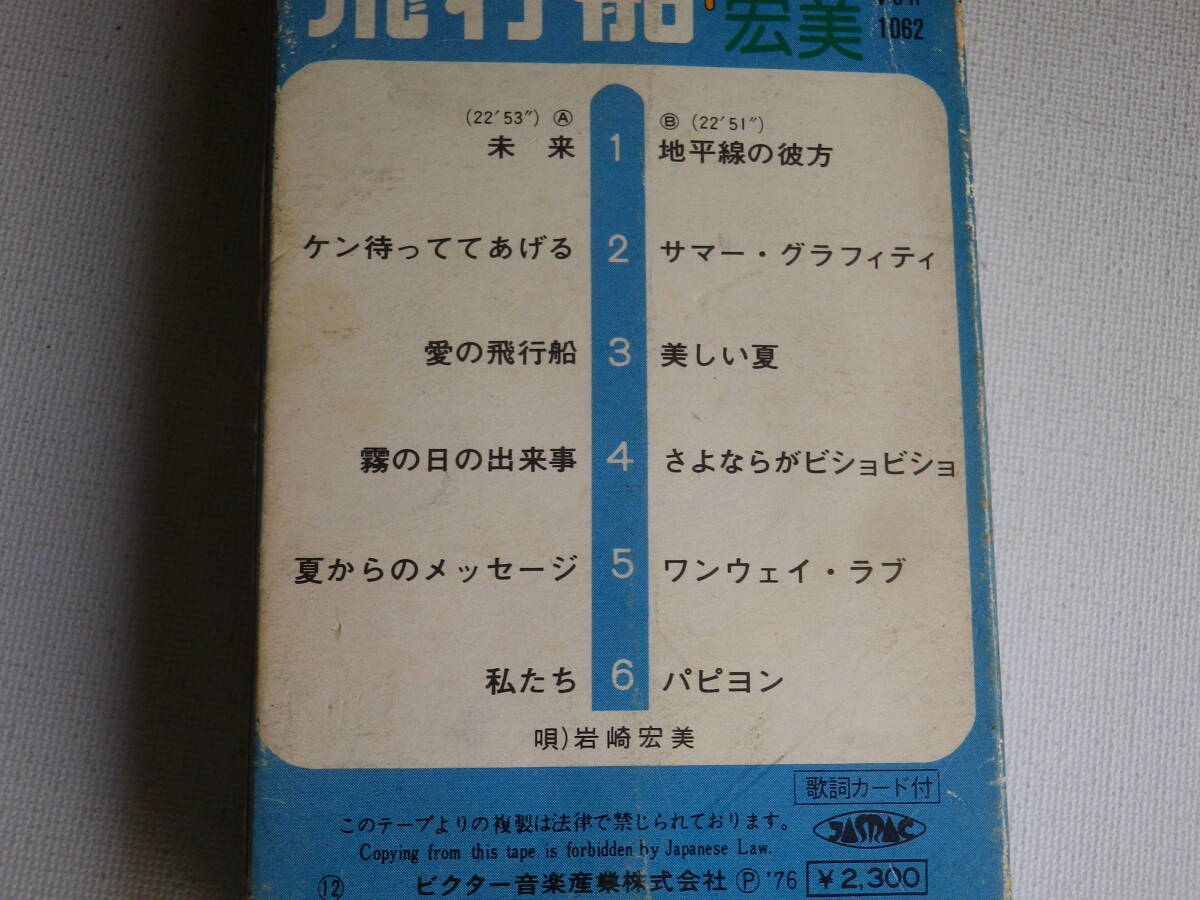 飛行船
宏美
1062
(22'53") Ⓐ
Ⓑ (22'51")
未来 1 地平線の彼方
ケン待っててあげる 2 サマー・グラフィティ
愛の飛行船 3 美しい夏
霧の日の出来事 4 さよならがビショビショ
夏からのメッセージ 5 ワンウェイ・ラブ
私たち 6 パピヨン
唄)岩崎宏美
歌詞カード付
このテープよりの複製は法律で禁じられております。
JASRAC
Copying from this tape is forbidden by Japanese Law.
⑫ ビクター音楽産業株式会社 Ⓟ '76 ¥2,300